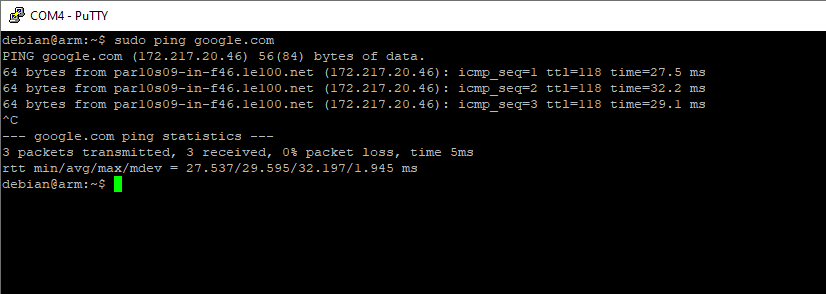 COM4 - PuTTY
debian@arm:~$ sudo ping google.com
PING google.com (172.217.20.46) 56(84) bytes of data.
64 bytes from par10s09-in-f46.1e100.net (172.217.20.46): icmp_seq=1 ttl=118 time=27.5 ms
64 bytes from par10s09-in-f46.1e100.net (172.217.20.46): icmp_seq=2 ttl=118 time=32.2 ms
64 bytes from par10s09-in-f46.1e100.net (172.217.20.46): icmp_seq=3 ttl=118 time=29.1 ms
^C
--- google.com ping statistics ---
3 packets transmitted, 3 received, 0% packet loss, time 5ms
rtt min/avg/max/mdev = 27.537/29.595/32.197/1.945 ms
debian@arm:~$